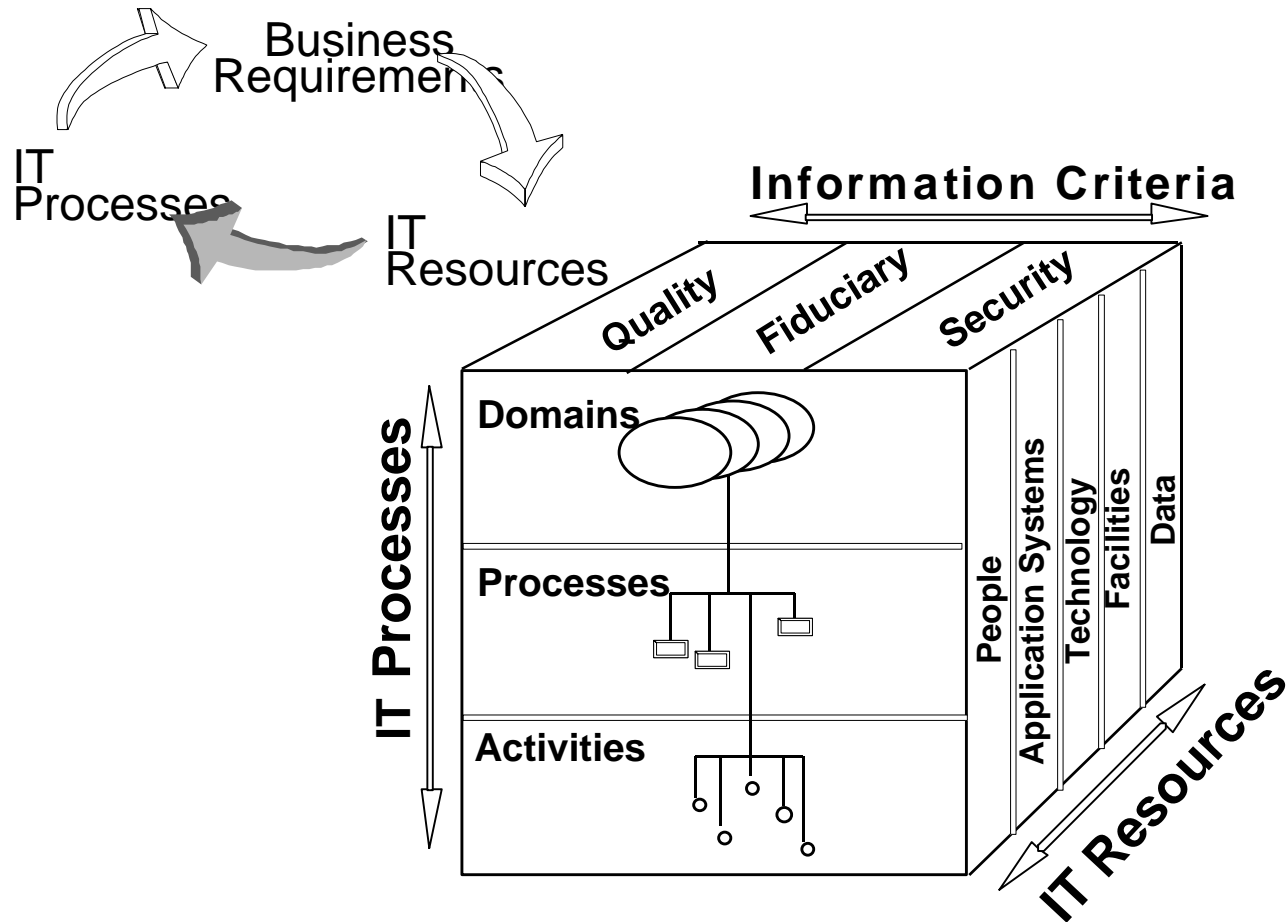 Business
Requirements
IT
Processes
IT
Resources
Information Criteria
Quality
Fiduciary
Security
IT Processes
Domains
Processes
Activities
People
Application Systems
Technology
Facilities
Data
IT Resources